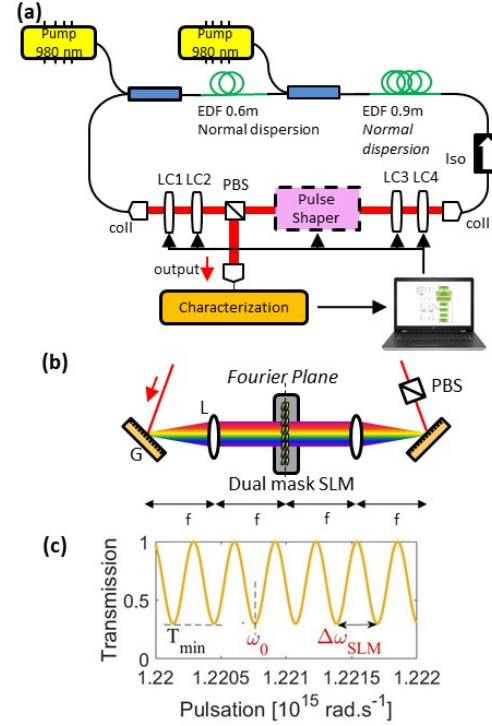 (a)
Pump
980 nm
Pump
980 nm
EDF 0.6m
Normal dispersion
EDF 0.9m
Normal
dispersion
Iso
LC1 LC2
PBS
Pulse
Shaper
LC3 LC4
coll
coll
output
Characterization
(b)
Fourier Plane
PBS
L
G
Dual mask SLM
f
f
f
f
(c)
Transmission
1
0.5
0
T_min
ω_0
Δω_SLM
1.22
1.2205
1.221
1.2215
1.222
Pulsation [10^15 rad.s^-1]